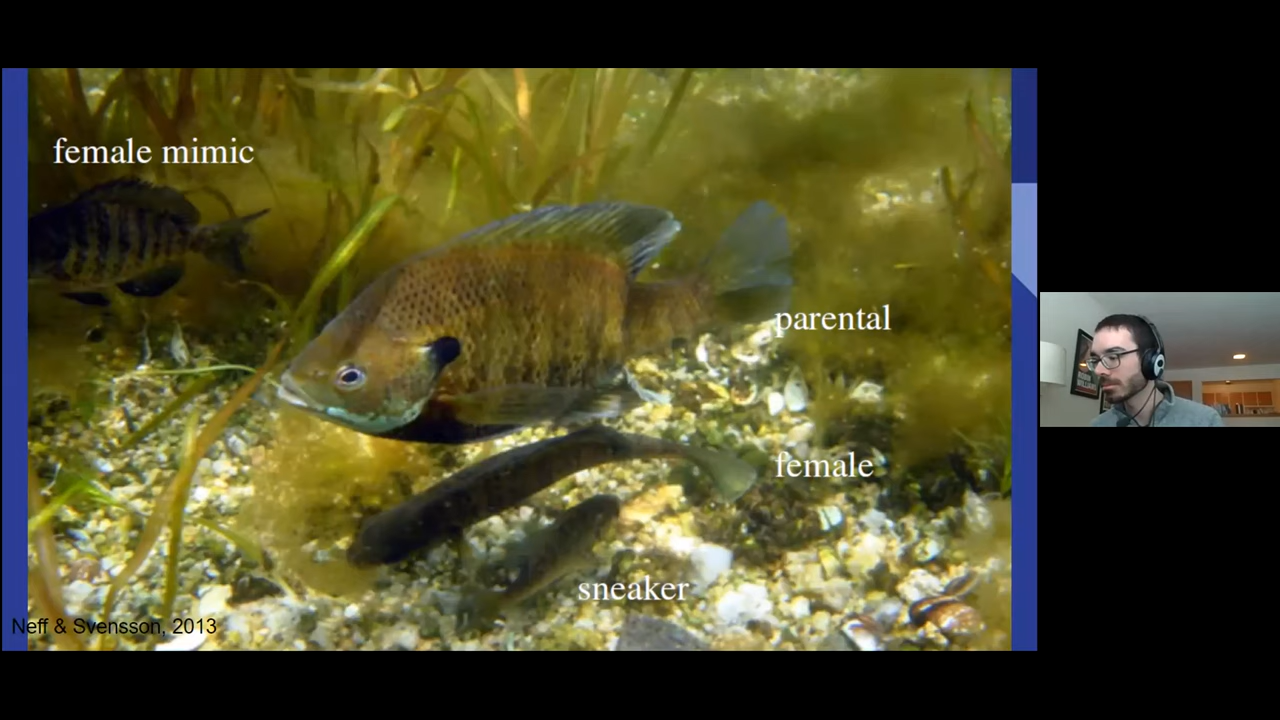 female mimic
parental
female
sneaker
Neff & Svensson, 2013